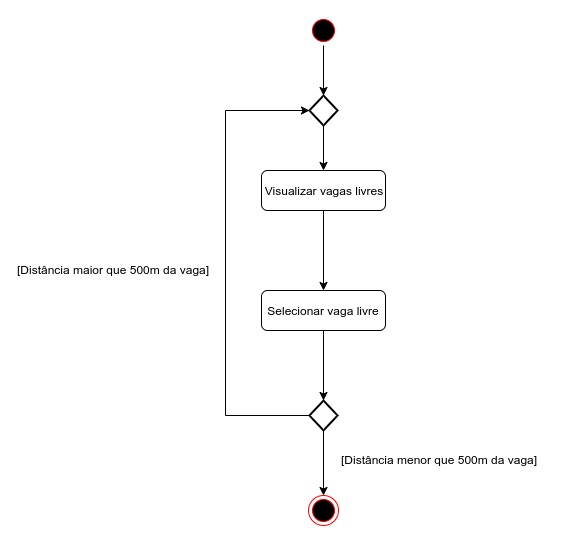 Visualizar vagas livres
[Distância maior que 500m da vaga]
Selecionar vaga livre
[Distância menor que 500m da vaga]